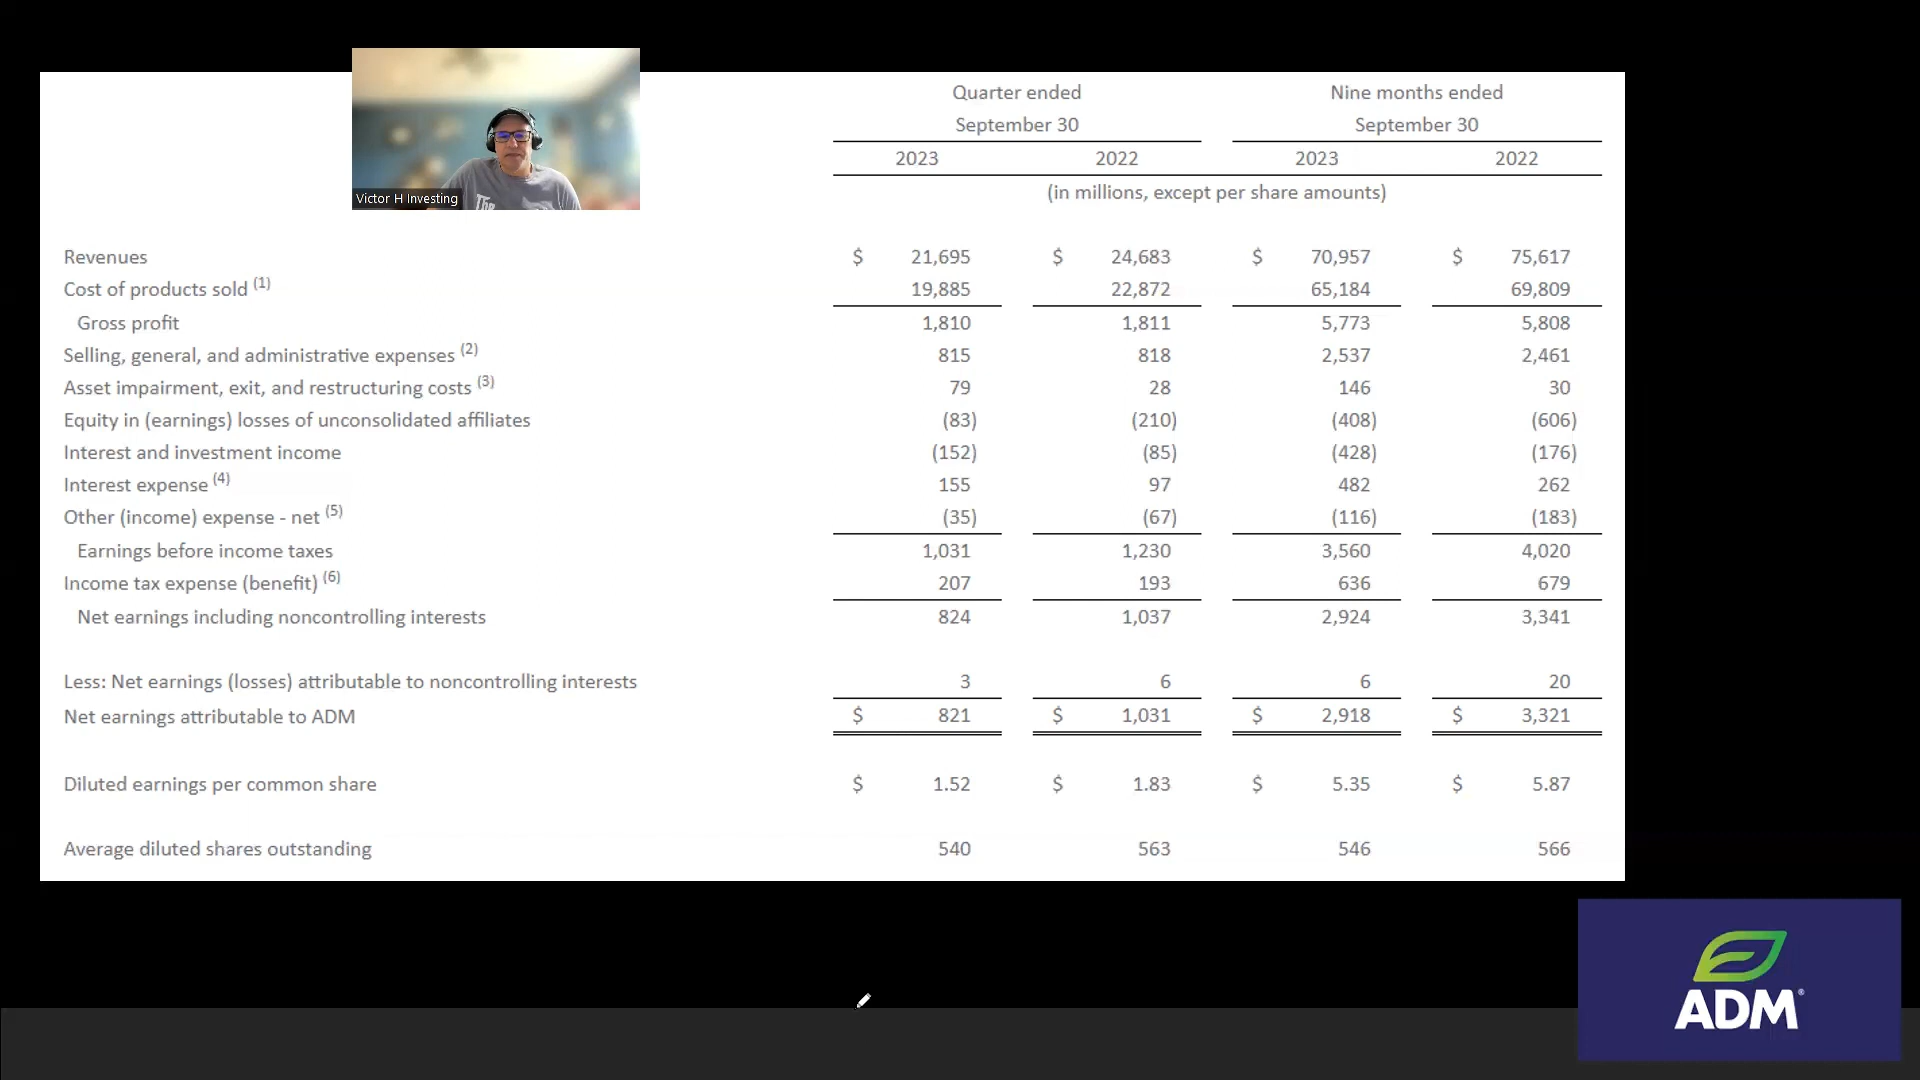 Quarter ended Nine months ended
September 30 September 30
2023 2022 2023 2022
(in millions, except per share amounts)
Victor H Investing
Revenues $ 21,695 $ 24,683 $ 70,957 $ 75,617
Cost of products sold (1) 19,885 22,872 65,184 69,809
Gross profit 1,810 1,811 5,773 5,808
Selling, general, and administrative expenses (2) 815 818 2,537 2,461
Asset impairment, exit, and restructuring costs (3) 79 28 146 30
Equity in (earnings) losses of unconsolidated affiliates (83) (210) (408) (606)
Interest and investment income (152) (85) (428) (176)
Interest expense (4) 155 97 482 262
Other (income) expense - net (5) (35) (67) (116) (183)
Earnings before income taxes 1,031 1,230 3,560 4,020
Income tax expense (benefit) (6) 207 193 636 679
Net earnings including noncontrolling interests 824 1,037 2,924 3,341
Less: Net earnings (losses) attributable to noncontrolling interests 3 6 6 20
Net earnings attributable to ADM $ 821 $ 1,031 $ 2,918 $ 3,321
Diluted earnings per common share $ 1.52 $ 1.83 $ 5.35 $ 5.87
Average diluted shares outstanding 540 563 546 566
ADM®